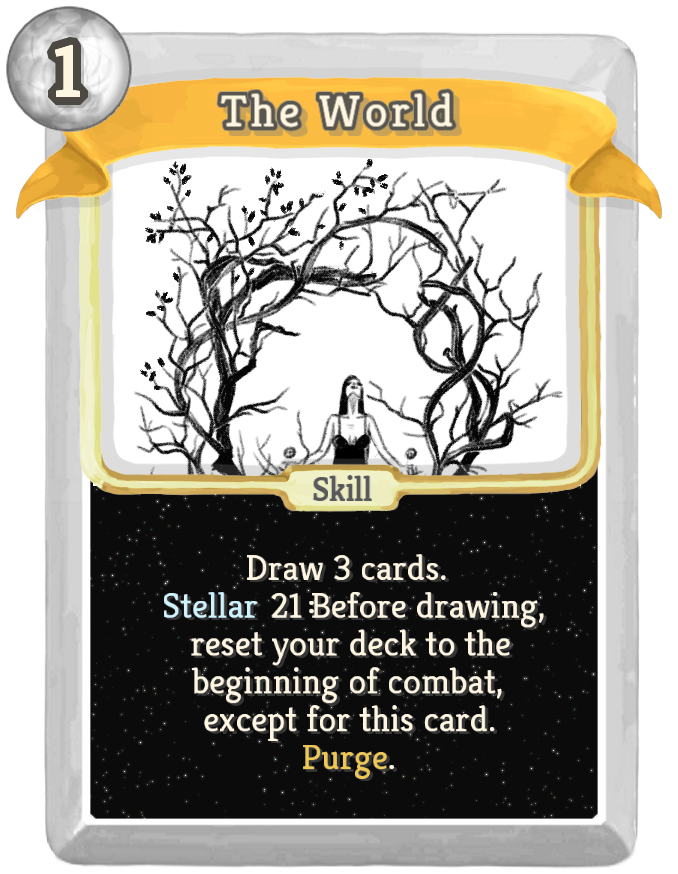 1
The World
Skill
Draw 3 cards.
Stellar 21:Before drawing,
reset your deck to the
beginning of combat,
except for this card.
Purge.